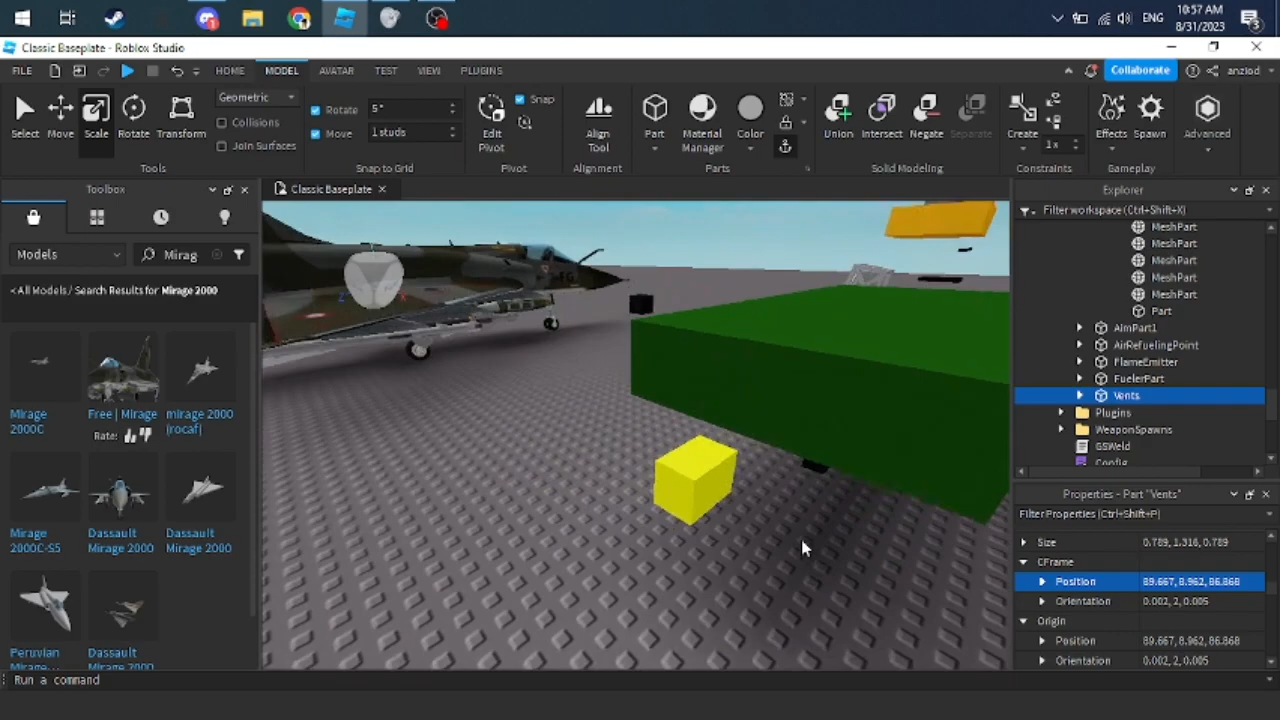 10:57 AM
ENG
8/31/2023
Classic Baseplate - Roblox Studio
FILE
HOME
MODEL
AVATAR
TEST
VIEW
PLUGINS
Collaborate
anziod
Geometric
Collisions
Join Surfaces
Rotate
5°
Move
1 studs
Snap
Select
Move
Scale
Rotate
Transform
Edit
Pivot
Align
Tool
Part
Material
Manager
Color
Union
Intersect
Negate
Separate
Create
1x
Effects
Spawn
Advanced
Tools
Snap to Grid
Pivot
Alignment
Parts
Solid Modeling
Constraints
Gameplay
Toolbox
Classic Baseplate
Explorer
Filter workspace (Ctrl+Shift+X)
Models
Mirag
<All Models / Search Results for Mirage 2000
Mirage
2000C
Free | Mirage
Rate:
mirage 2000
(rocaf)
Mirage
2000C-S5
Dassault
Mirage 2000
Dassault
Mirage 2000
Peruvian
Mirage...
Dassault
Mirage 2000
MeshPart
MeshPart
MeshPart
MeshPart
MeshPart
Part
AimPart1
AirRefuelingPoint
FlameEmitter
FuelerPart
Vents
Plugins
WeaponSpawns
GSWeld
Config
Properties - Part "Vents"
Filter Properties (Ctrl+Shift+P)
Size
0.789, 1.316, 0.789
CFrame
Position
89.667, 8.962, 86.868
Orientation
0.002, 2, 0.005
Origin
Position
89.667, 8.962, 86.868
Orientation
0.002, 2, 0.005
Run a command